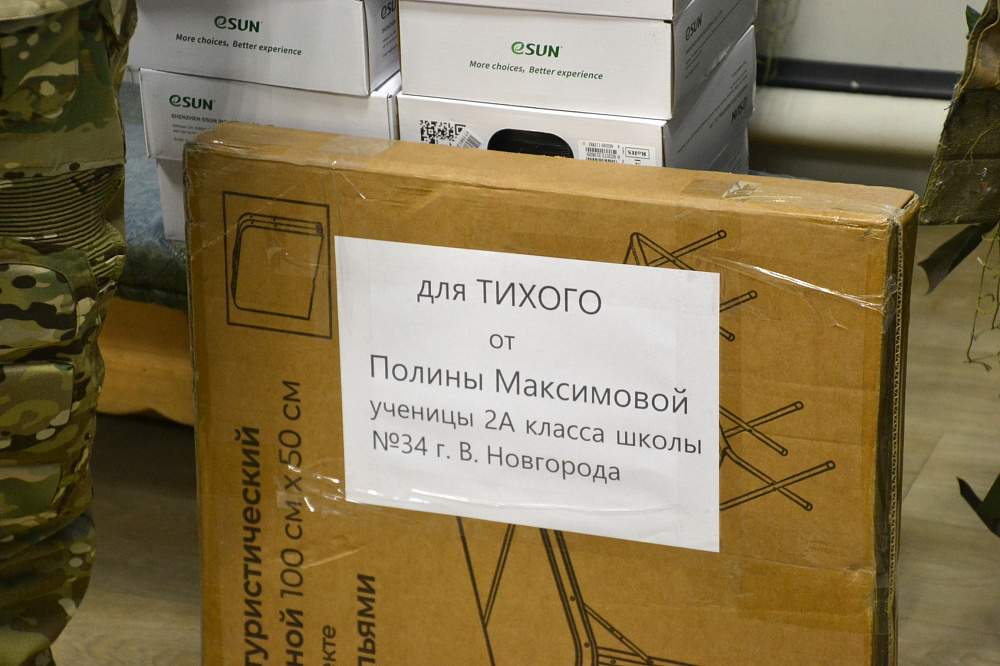 eSUN
More choices, Better experience
eSUN
More choices, Better experience
eSUN
для ТИХОГО
от
Полины Максимовой
ученицы 2А класса школы
№34 г. В. Новгорода
туристический
100 см x 50 см